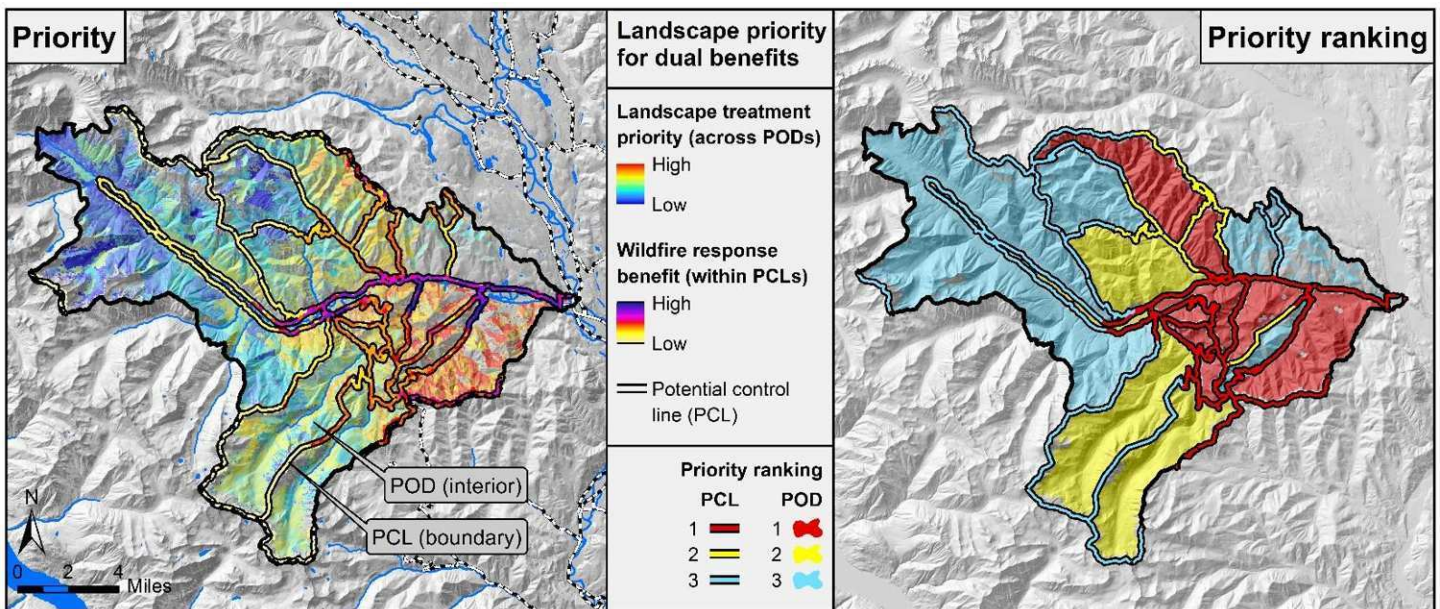 Priority
N
0 2 4
Miles
POD (interior)
PCL (boundary)
Landscape priority
for dual benefits
Landscape treatment
priority (across PODs)
High
Low
Wildfire response
benefit (within PCLs)
High
Low
Potential control
line (PCL)
Priority ranking
PCL POD
1 1
2 2
3 3
Priority ranking